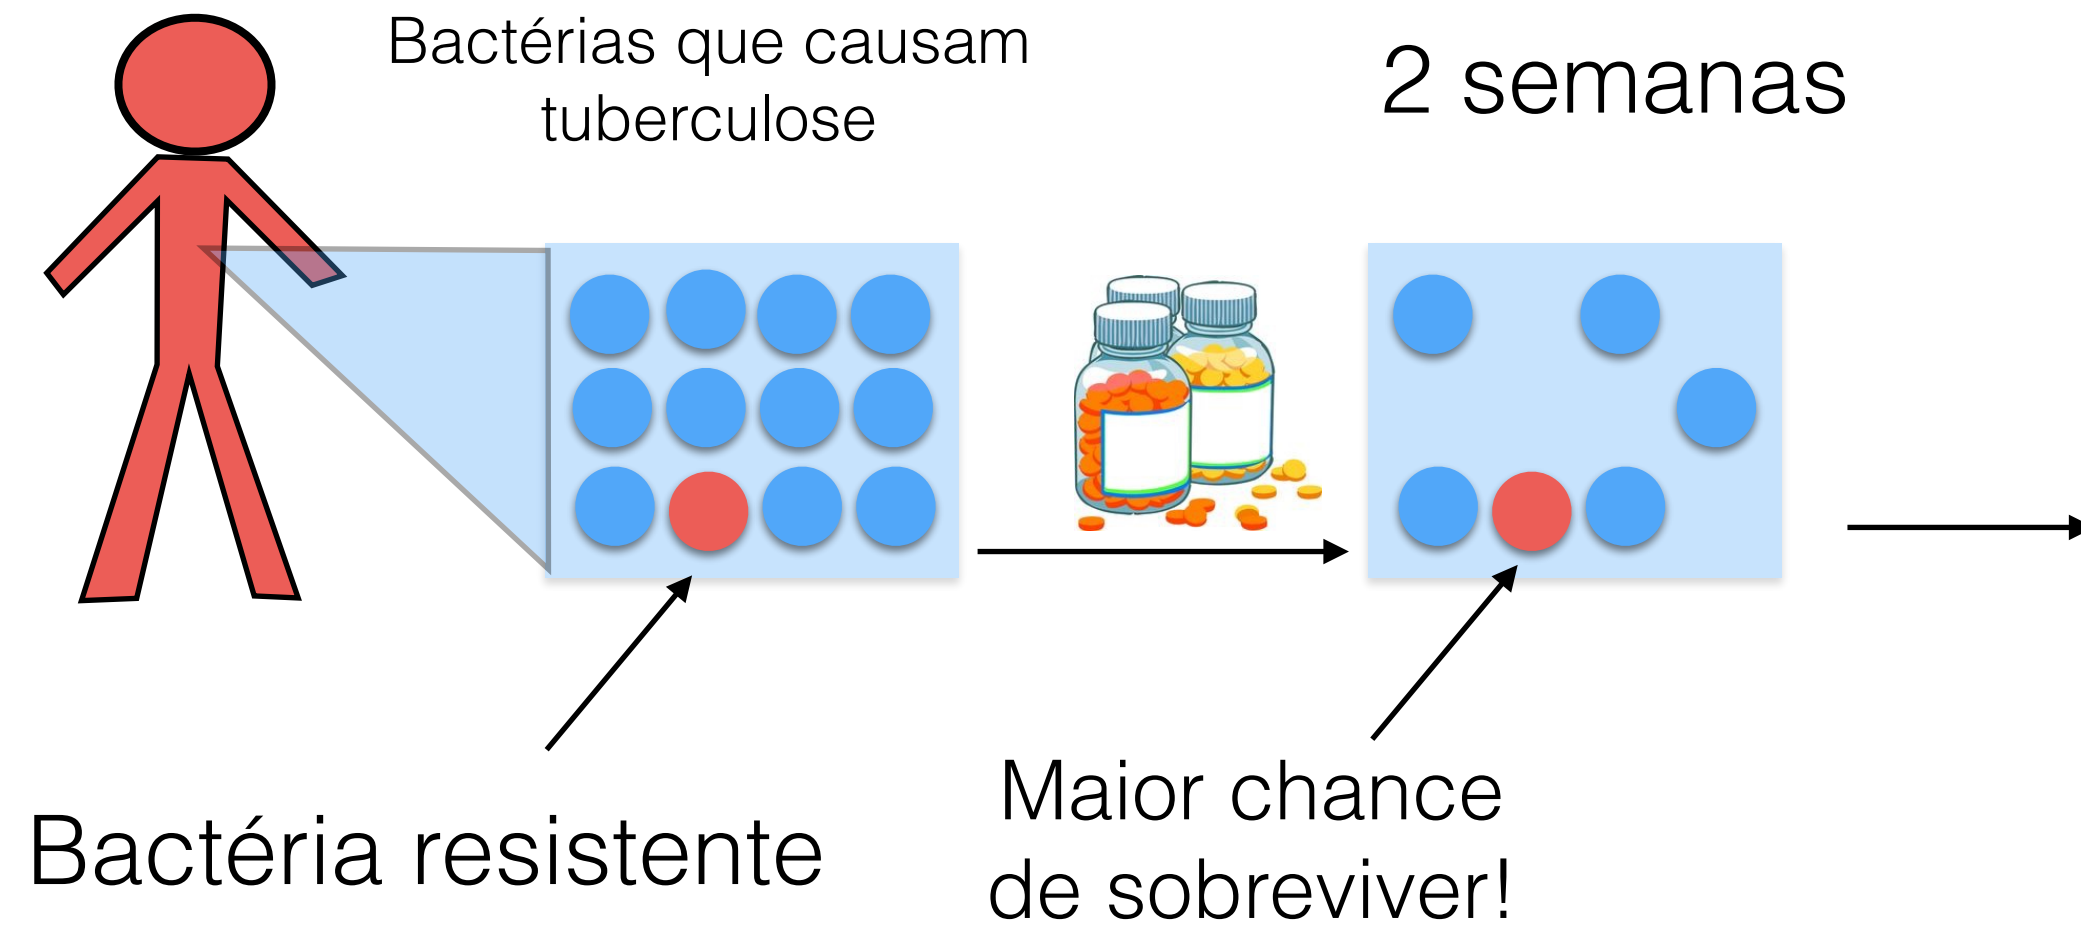 Bactérias que causam
tuberculose
2 semanas
Bactéria resistente
Maior chance
de sobreviver!